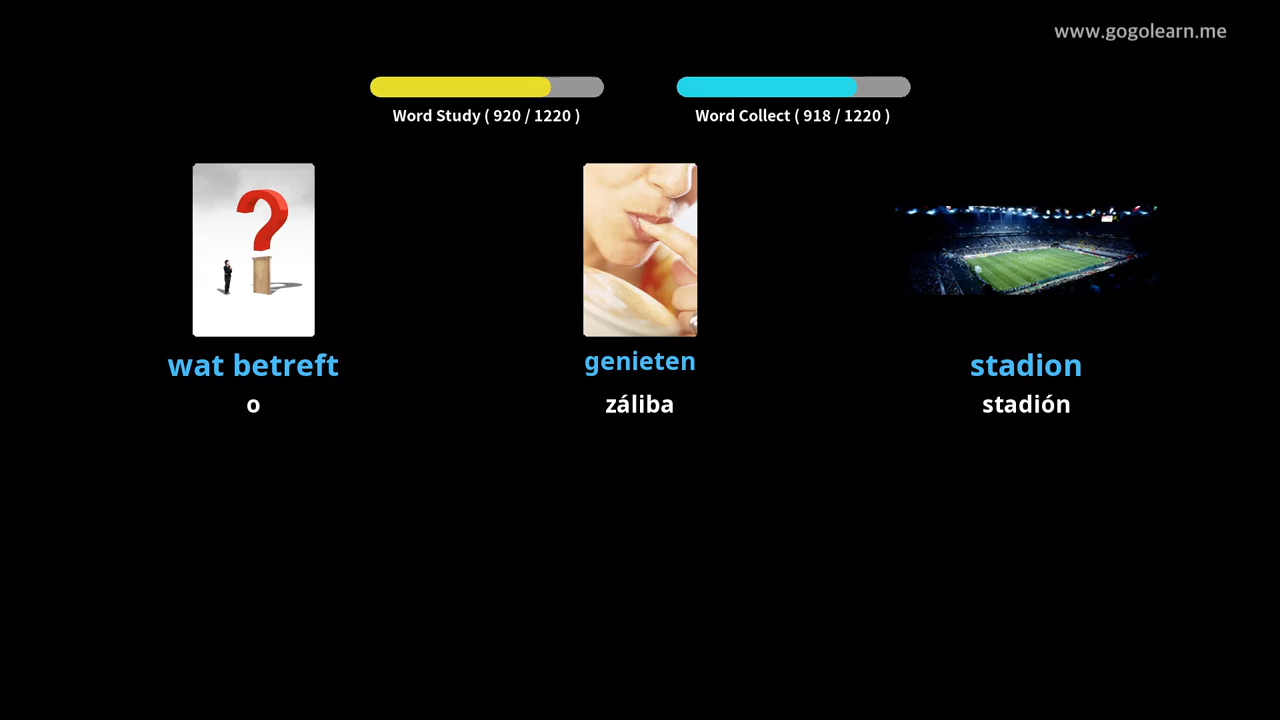 www.gogolearn.me
Word Study ( 920 / 1220 )
Word Collect ( 918 / 1220 )
wat betreft
genieten
stadion
o
záliba
stadión